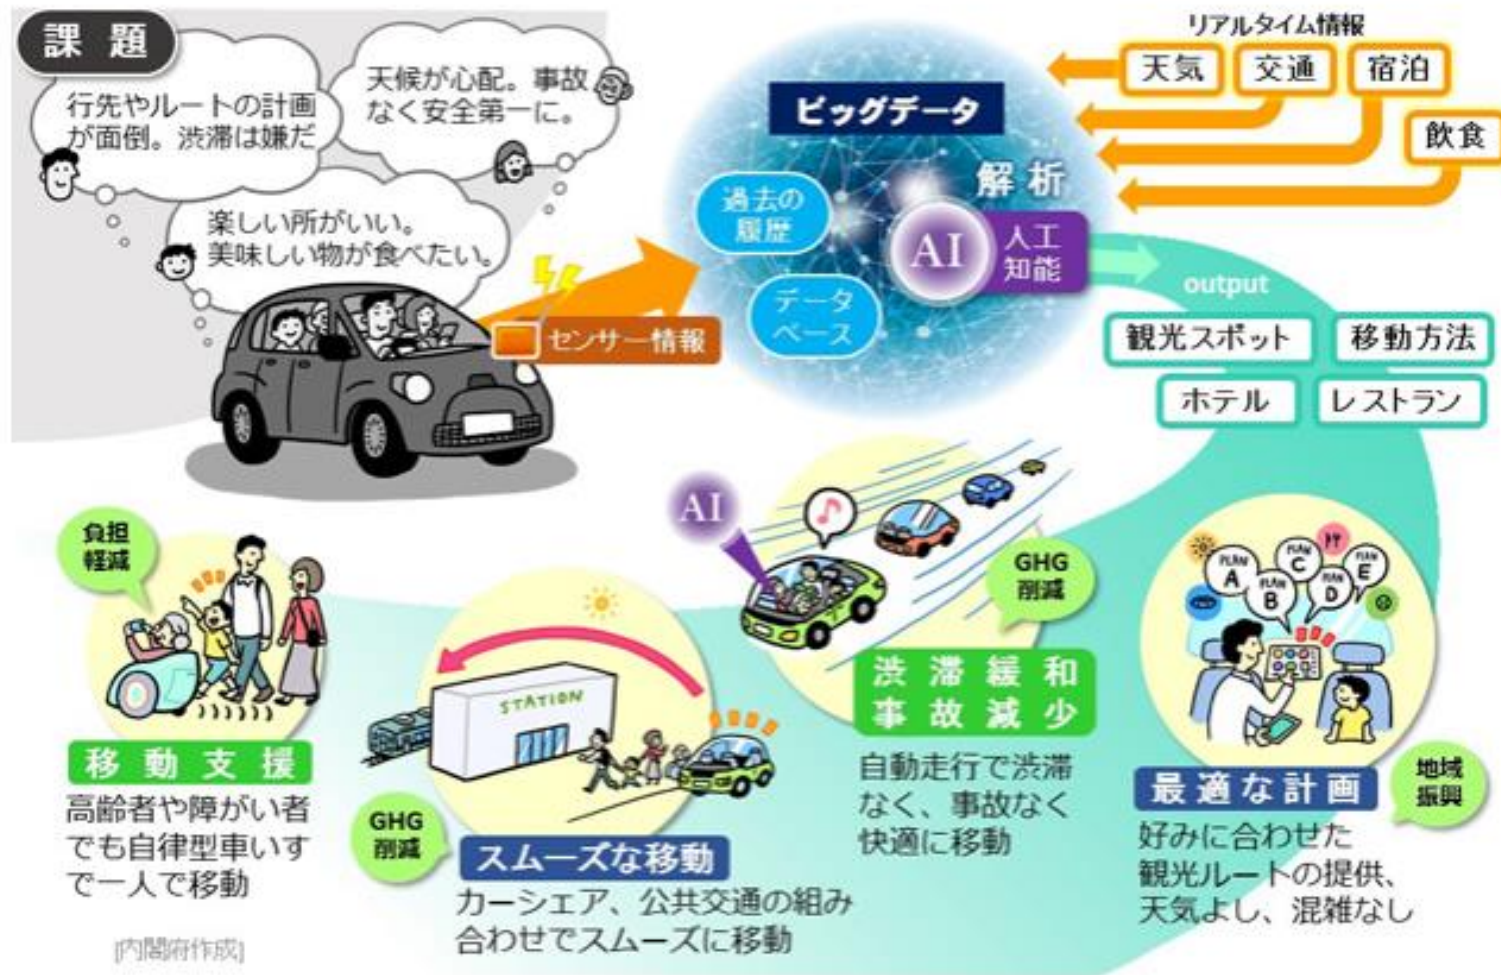 課題
行先やルートの計画
が面倒。渋滞は嫌だ
天候が心配。事故
なく安全第一に。
楽しい所がいい。
美味しい物が食べたい。
センサー情報
ビッグデータ
解析
過去の
履歴
データ
ベース
AI
人工
知能
リアルタイム情報
天気
交通
宿泊
飲食
output
観光スポット
移動方法
ホテル
レストラン
負担
軽減
移動支援
高齢者や障がい者
でも自律型車いす
で一人で移動
STATION
GHG
削減
スムーズな移動
カーシェア、公共交通の組み
合わせでスムーズに移動
AI
GHG
削減
渋滞緩和
事故減少
自動走行で渋滞
なく、事故なく
快適に移動
PLAN
A
PLAN
B
PLAN
C
PLAN
D
PLAN
E
最適な計画
地域
振興
好みに合わせた
観光ルートの提供、
天気よし、混雑なし
[内閣府作成]